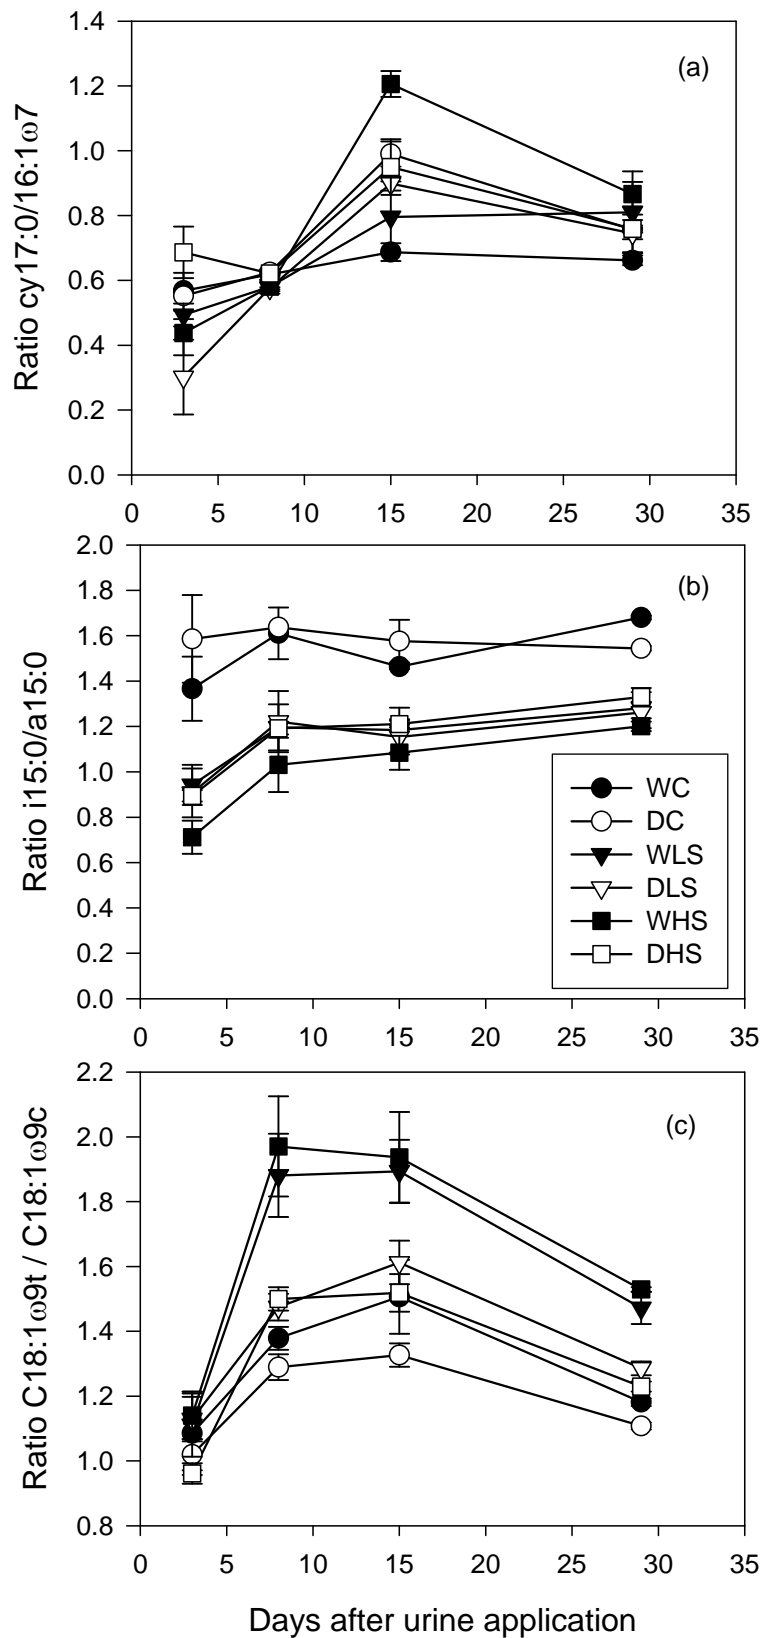 1.4
1.2
1.0
0.8
0.6
0.4
0.2
0.0
Ratio cy17:0/16:1ω7
(a)
0 5 10 15 20 25 30 35
2.0
1.8
1.6
1.4
1.2
1.0
0.8
0.6
0.4
0.2
0.0
Ratio i15:0/a15:0
(b)
WC
DC
WLS
DLS
WHS
DHS
0 5 10 15 20 25 30 35
2.2
2.0
1.8
1.6
1.4
1.2
1.0
0.8
Ratio C18:1ω9t / C18:1ω9c
(c)
0 5 10 15 20 25 30 35
Days after urine application